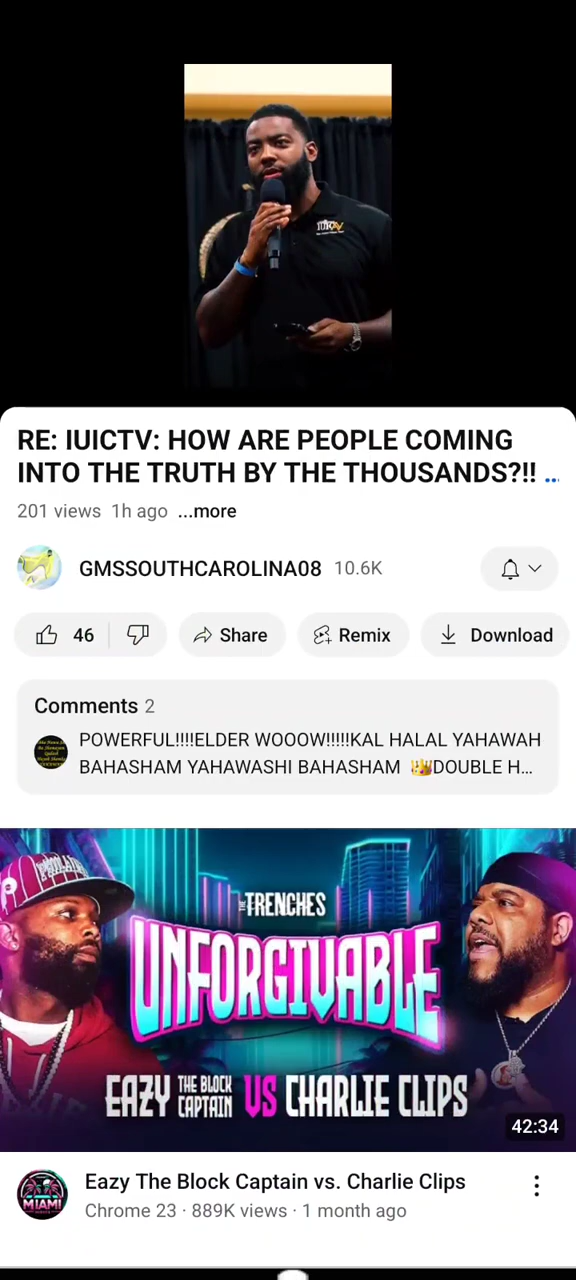 IUIC TV
RE: IUICTV: HOW ARE PEOPLE COMING
INTO THE TRUTH BY THE THOUSANDS?!! ...
201 views 1h ago ...more
GMSSOUTHCAROLINA08 10.6K
46 Share Remix Download
Comments 2
POWERFUL!!!!ELDER WOOOW!!!!!KAL HALAL YAHAWAH
BAHASHAM YAHAWASHI BAHASHAM 👑DOUBLE H...
THE TRENCHES
UNFORGIVABLE
EAZY THE BLOCK CAPTAIN VS CHARLIE CLIPS
42:34
MIAMI
Eazy The Block Captain vs. Charlie Clips
Chrome 23 · 889K views · 1 month ago